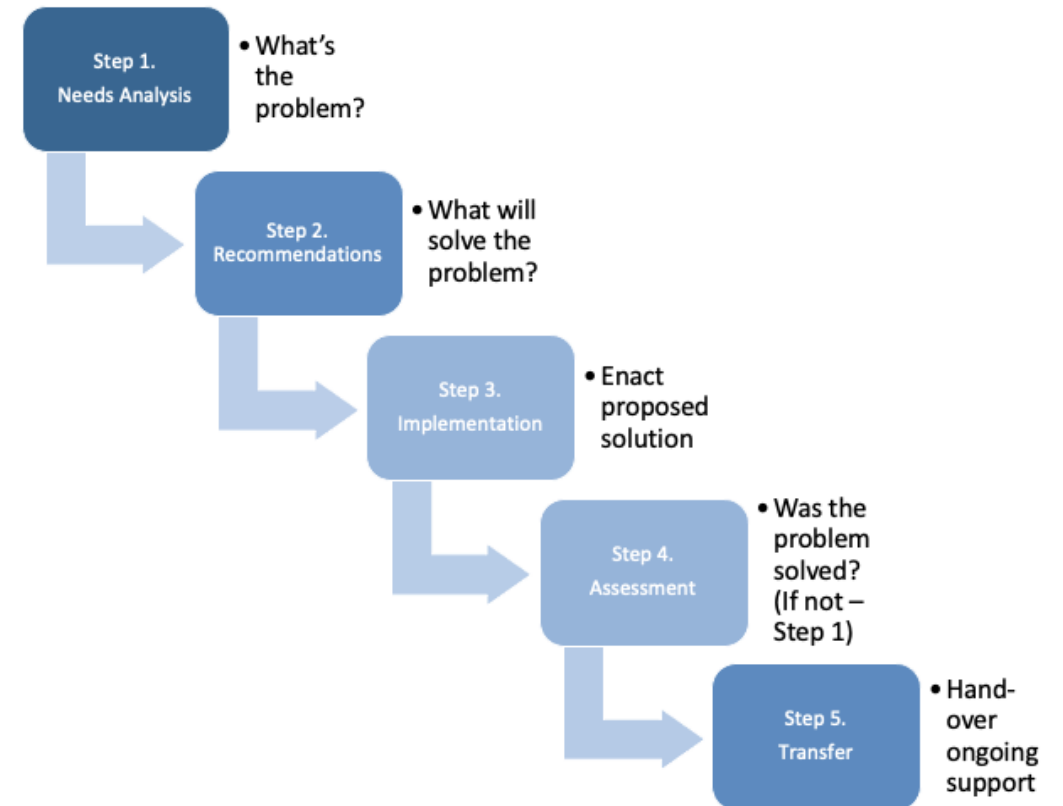 Step 1.
Needs Analysis
• What's
the
problem?
Step 2.
Recommendations
• What will
solve the
problem?
Step 3.
Implementation
• Enact
proposed
solution
Step 4.
Assessment
• Was the
problem
solved?
(If not –
Step 1)
Step 5.
Transfer
• Hand-
over
ongoing
support